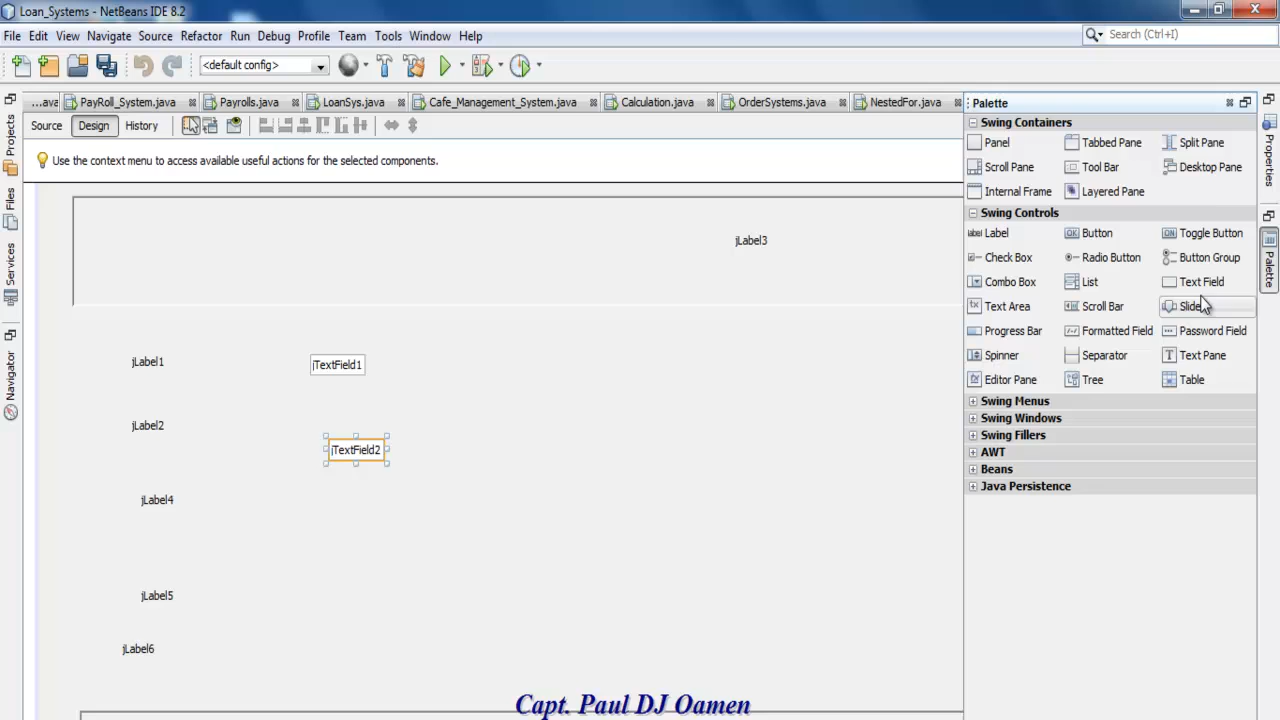 Loan_Systems - NetBeans IDE 8.2
File Edit View Navigate Source Refactor Run Debug Profile Team Tools Window Help
Search (Ctrl+I)
<default config>
...ava PayRoll_System.java Payrolls.java LoanSys.java Cafe_Management_System.java Calculation.java OrderSystems.java NestedFor.java
Source Design History
Use the context menu to access available useful actions for the selected components.
Projects
Files
Services
Navigator
jLabel3
jLabel1
jTextField1
jLabel2
jTextField2
jLabel4
jLabel5
jLabel6
Palette
Swing Containers
Panel Tabbed Pane Split Pane
Scroll Pane Tool Bar Desktop Pane
Internal Frame Layered Pane
Swing Controls
label Label OK Button ON Toggle Button
Check Box Radio Button Button Group
Combo Box List Text Field
Text Area Scroll Bar Slide
Progress Bar Formatted Field Password Field
Spinner Separator Text Pane
Editor Pane Tree Table
Swing Menus
Swing Windows
Swing Fillers
AWT
Beans
Java Persistence
Properties
Palette
Capt. Paul DJ Oamen